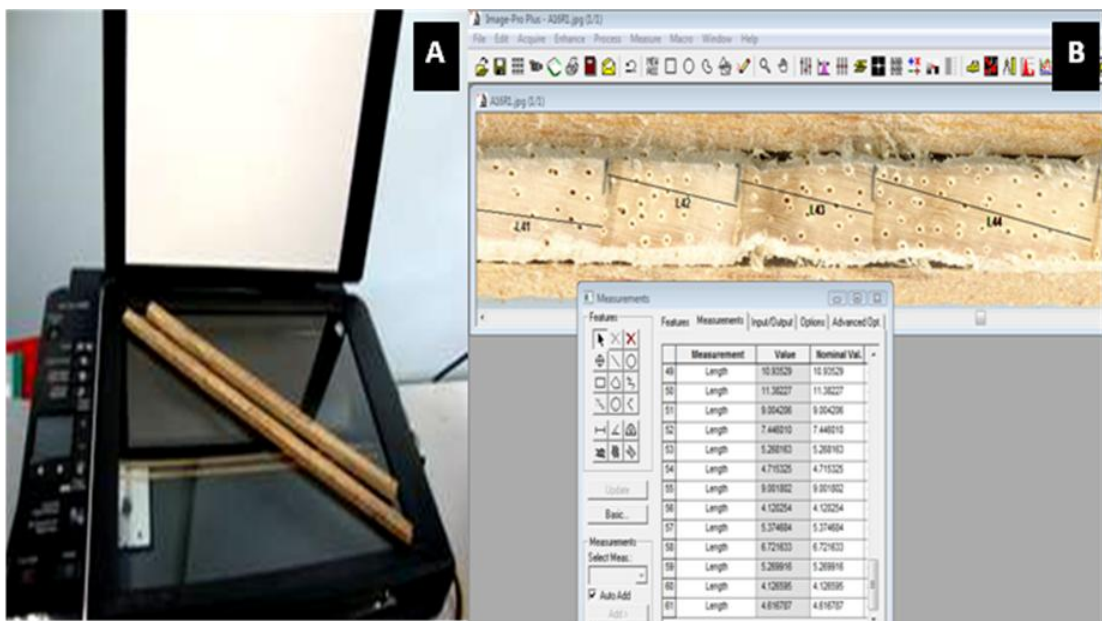 A
Image-Pro Plus - A16R1.jpg (1/1)
File Edit Acquire Enhance Process Measure Macro Window Help
B
A16R1.jpg (1/1)
L41
L42
L43
L44
Measurements
Features
Features Measurements Input/Output Options Advanced Opt.
Measurement Value Nominal Val.
49 Length 10.93529 10.93529
50 Length 11.38227 11.38227
51 Length 9.004206 9.004206
52 Length 7.446010 7.446010
53 Length 5.268163 5.268163
54 Length 4.715325 4.715325
55 Length 9.001802 9.001802
56 Length 4.120254 4.120254
57 Length 5.374684 5.374684
58 Length 6.721633 6.721633
59 Length 5.269916 5.269916
60 Length 4.126595 4.126595
61 Length 4.616787 4.616787
Update
Basic...
Measurements
Select Meas.:
Auto Add
Add >